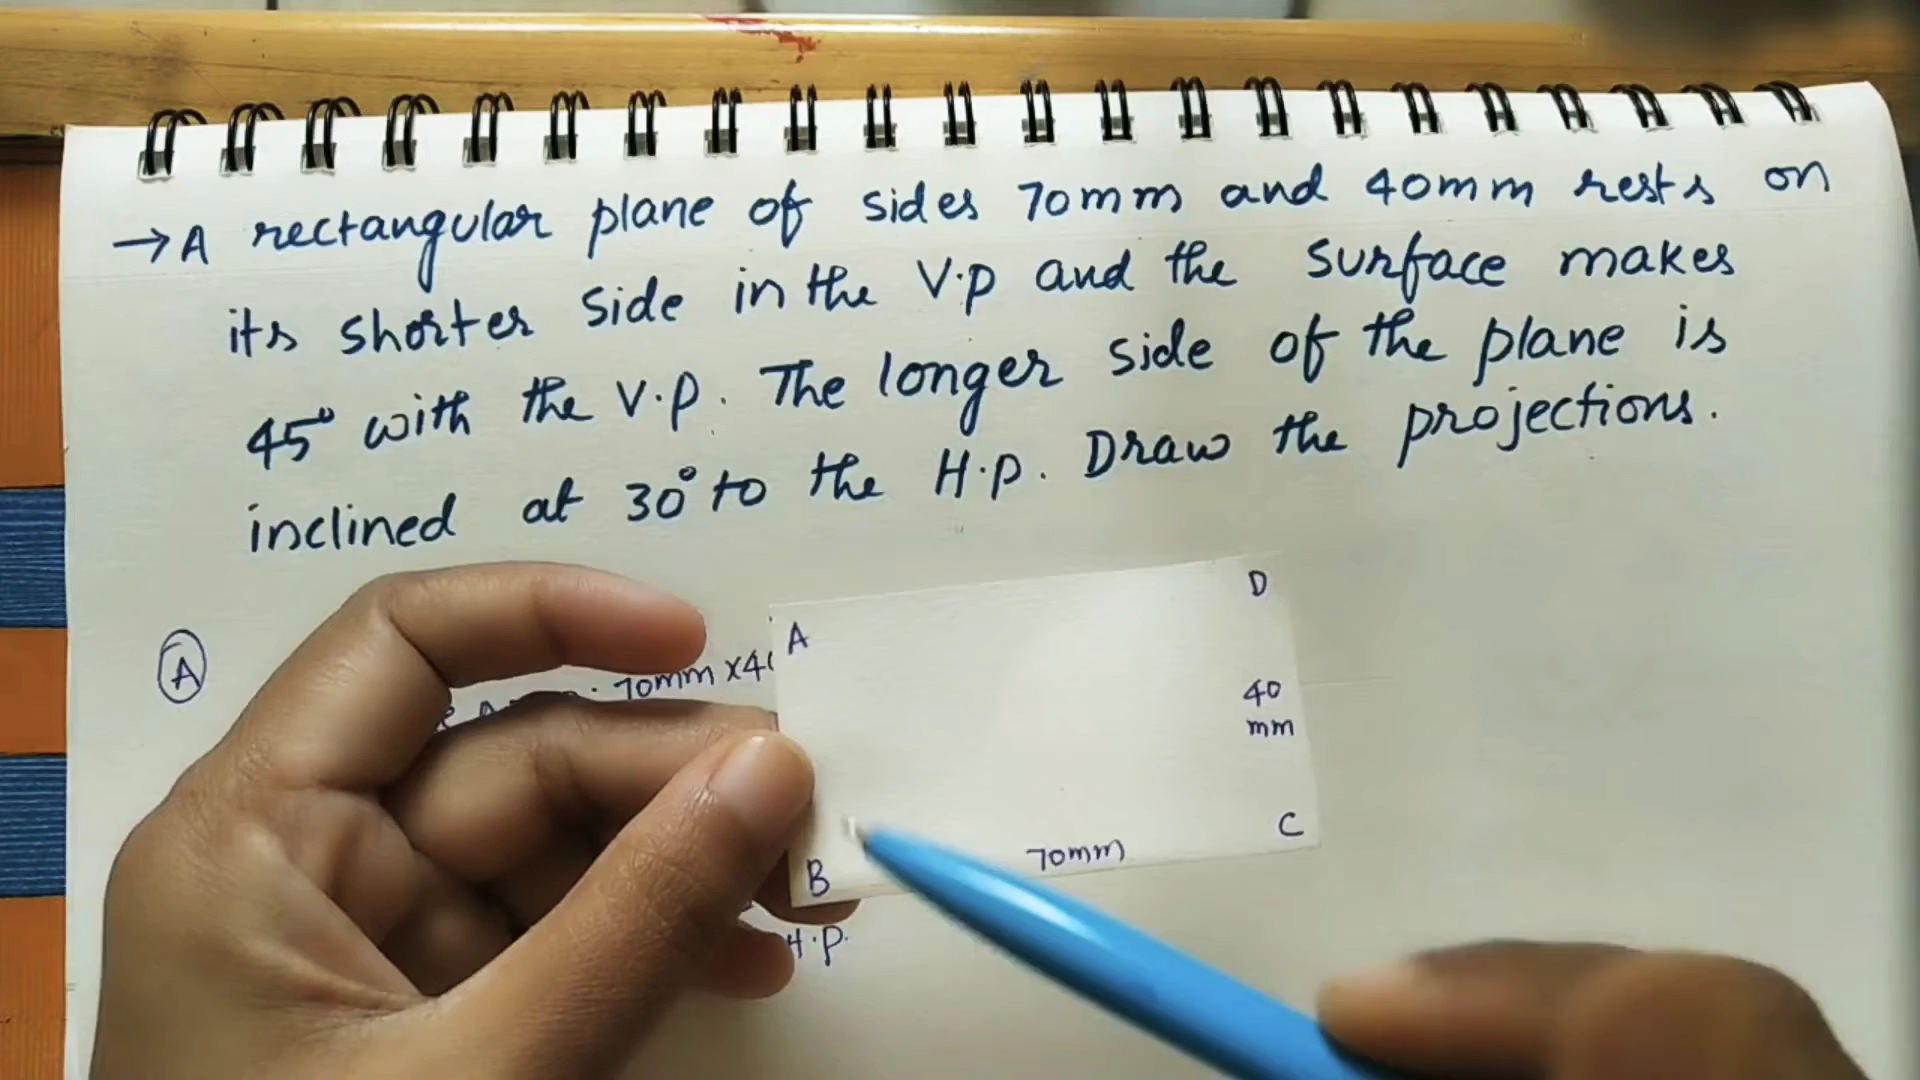 → A rectangular plane of sides 70mm and 40mm rests on
its shorter side in the V.P and the surface makes
45° with the V.P. The longer side of the plane is
inclined at 30° to the H.P. Draw the projections.
A
70mm x 4
A
D
40
mm
B
70mm
C
H.P.